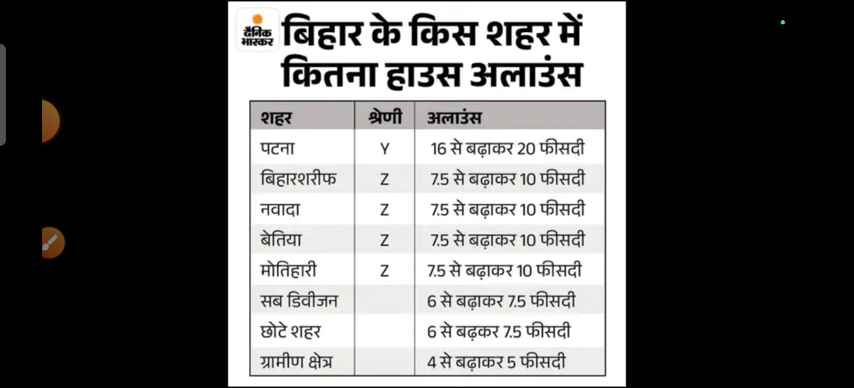 दैनिक
भास्कर
बिहार के किस शहर में
कितना हाउस अलाउंस
शहर श्रेणी अलाउंस
पटना Y 16 से बढ़ाकर 20 फीसदी
बिहारशरीफ Z 7.5 से बढ़ाकर 10 फीसदी
नवादा Z 7.5 से बढ़ाकर 10 फीसदी
बेतिया Z 7.5 से बढ़ाकर 10 फीसदी
मोतिहारी Z 7.5 से बढ़ाकर 10 फीसदी
सब डिवीजन 6 से बढ़ाकर 7.5 फीसदी
छोटे शहर 6 से बढ़कर 7.5 फीसदी
ग्रामीण क्षेत्र 4 से बढ़ाकर 5 फीसदी